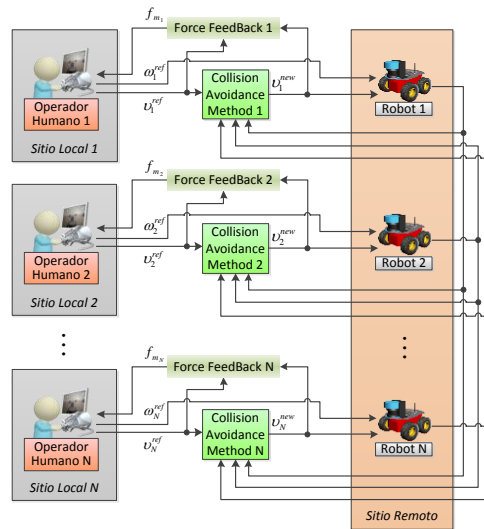 f_{m_1}
Force FeedBack 1
ω_1^{ref}
Operador
Humano 1
υ_1^{ref}
Collision
Avoidance
Method 1
υ_1^{new}
Robot 1
Sitio Local 1
f_{m_2}
Force FeedBack 2
ω_2^{ref}
Operador
Humano 2
υ_2^{ref}
Collision
Avoidance
Method 2
υ_2^{new}
Robot 2
Sitio Local 2
f_{m_N}
Force FeedBack N
ω_N^{ref}
Operador
Humano N
υ_N^{ref}
Collision
Avoidance
Method N
υ_N^{new}
Robot N
Sitio Local N
Sitio Remoto